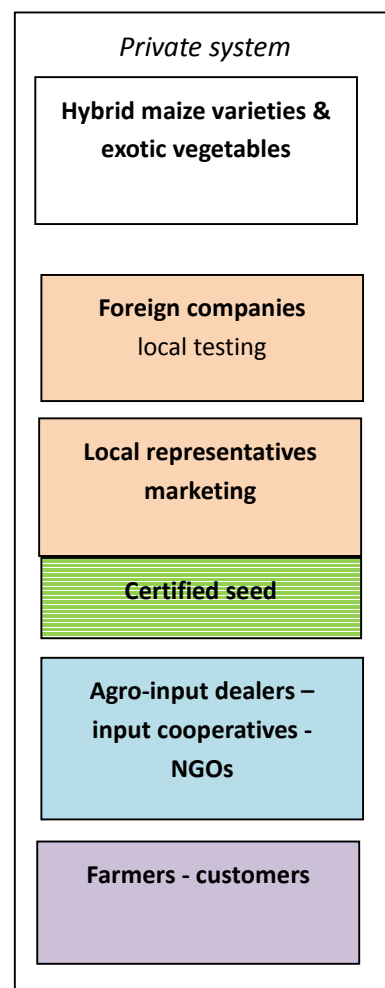 Private system
Hybrid maize varieties &
exotic vegetables
Foreign companies
local testing
Local representatives
marketing
Certified seed
Agro-input dealers –
input cooperatives -
NGOs
Farmers - customers